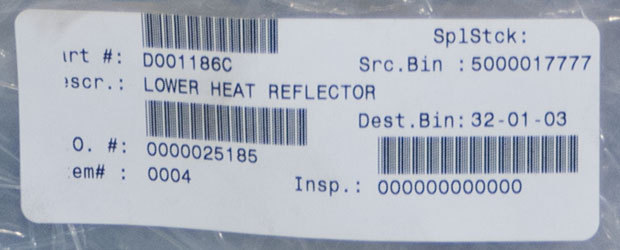 SplStck:
art #: D001186C Src.Bin :5000017777
escr.: LOWER HEAT REFLECTOR
Dest.Bin: 32-01-03
O. #: 0000025185
em# : 0004 Insp.: 000000000000